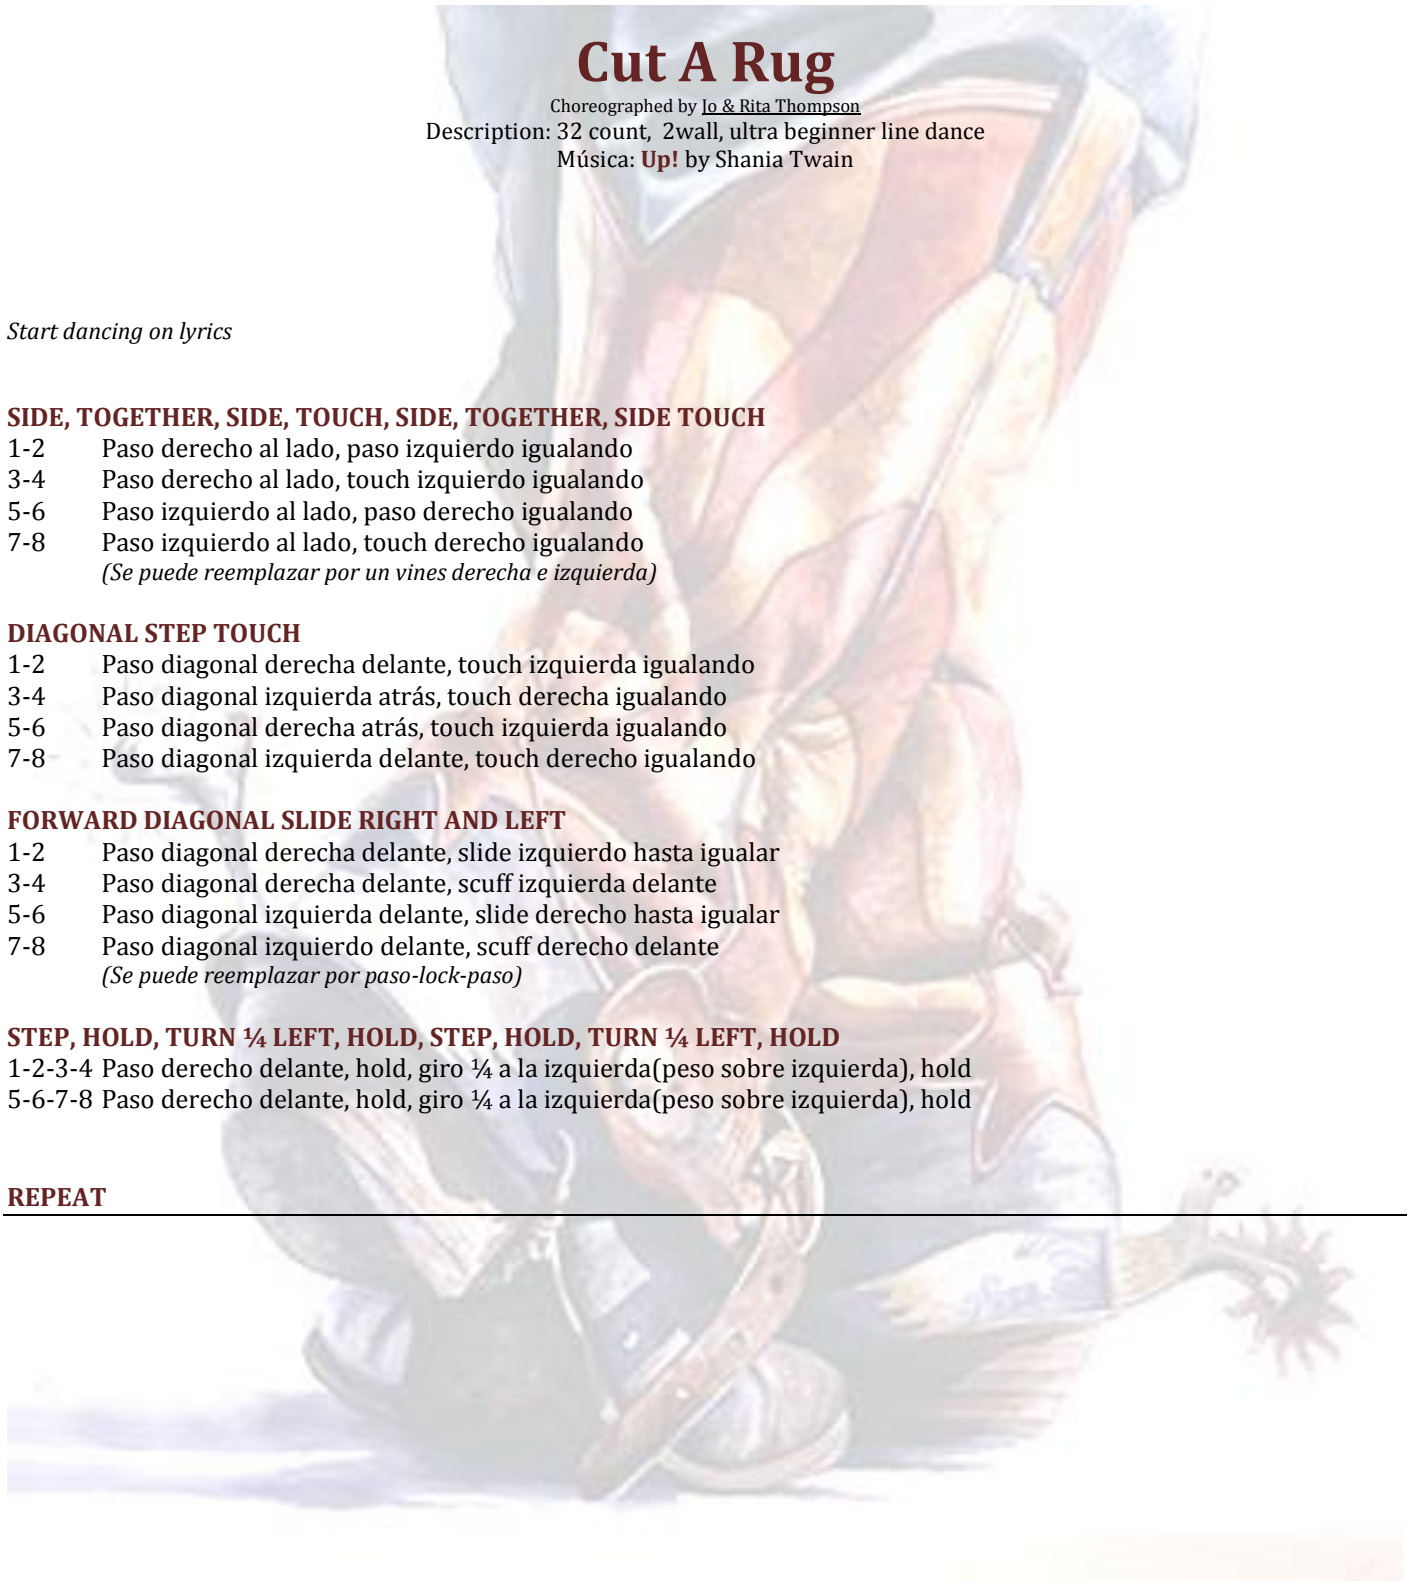 Cut A Rug
Choreographed by Jo & Rita Thompson
Description: 32 count,  2wall, ultra beginner line dance
Música: Up! by Shania Twain
Start dancing on lyrics
SIDE, TOGETHER, SIDE, TOUCH, SIDE, TOGETHER, SIDE TOUCH
1-2 Paso derecho al lado, paso izquierdo igualando
3-4 Paso derecho al lado, touch izquierdo igualando
5-6 Paso izquierdo al lado, paso derecho igualando
7-8 Paso izquierdo al lado, touch derecho igualando
(Se puede reemplazar por un vines derecha e izquierda)
DIAGONAL STEP TOUCH
1-2 Paso diagonal derecha delante, touch izquierda igualando
3-4 Paso diagonal izquierda atrás, touch derecha igualando
5-6 Paso diagonal derecha atrás, touch izquierda igualando
7-8 Paso diagonal izquierda delante, touch derecho igualando
FORWARD DIAGONAL SLIDE RIGHT AND LEFT
1-2 Paso diagonal derecha delante, slide izquierdo hasta igualar
3-4 Paso diagonal derecha delante, scuff izquierda delante
5-6 Paso diagonal izquierda delante, slide derecho hasta igualar
7-8 Paso diagonal izquierdo delante, scuff derecho delante
(Se puede reemplazar por paso-lock-paso)
STEP, HOLD, TURN ¼ LEFT, HOLD, STEP, HOLD, TURN ¼ LEFT, HOLD
1-2-3-4 Paso derecho delante, hold, giro ¼ a la izquierda(peso sobre izquierda), hold
5-6-7-8 Paso derecho delante, hold, giro ¼ a la izquierda(peso sobre izquierda), hold
REPEAT